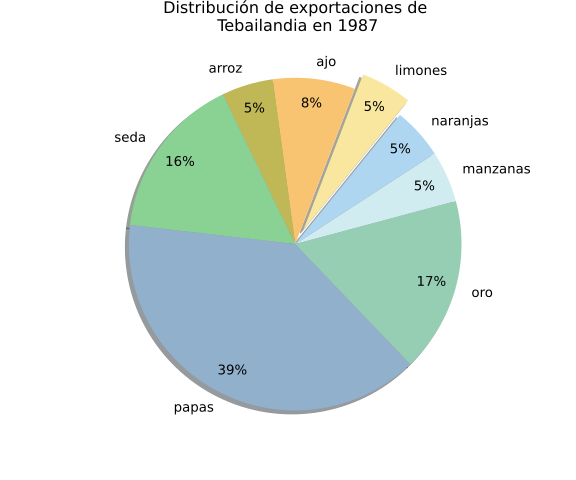 Distribución de exportaciones de
Tebailandia en 1987
ajo
limones
arroz
8%
5%
5%
naranjas
seda
5%
16%
manzanas
5%
17%
oro
39%
papas